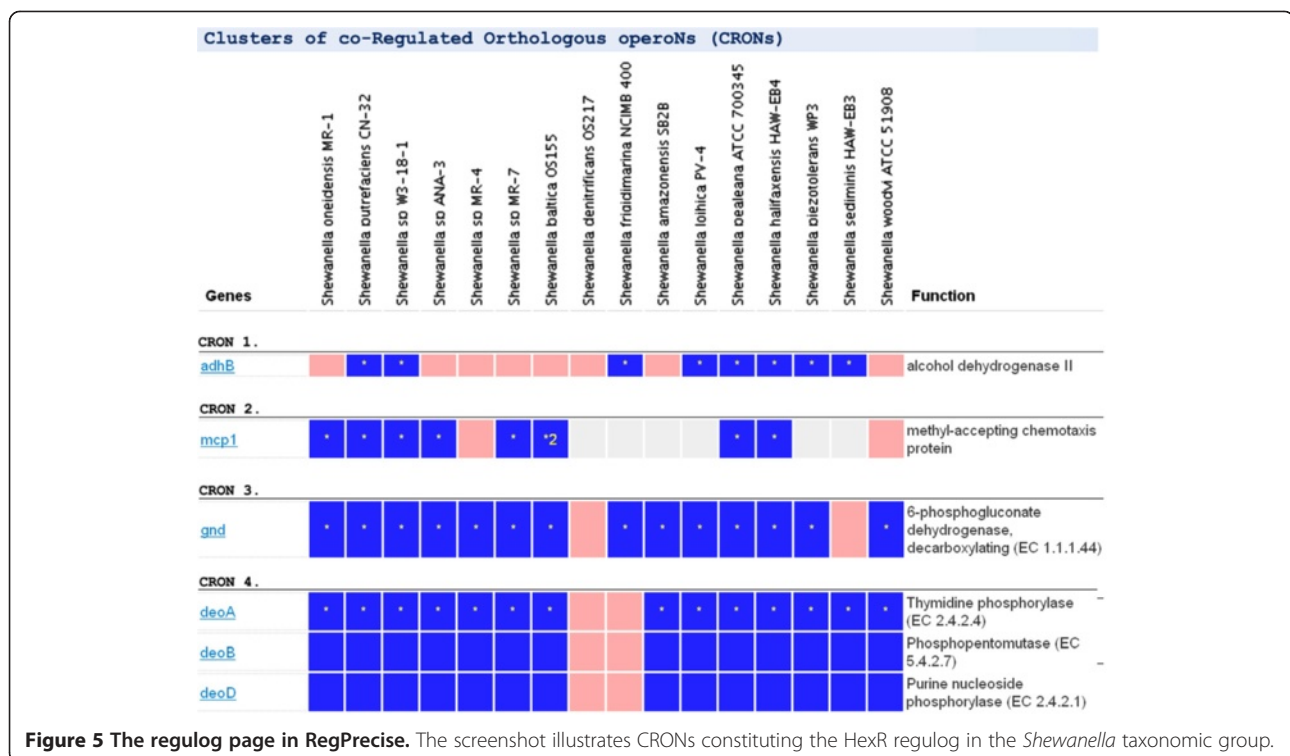 Clusters of co-Regulated Orthologous operoNs (CRONs)
Genes
Shewanella oneidensis MR-1
Shewanella putrefaciens CN-32
Shewanella sp W3-18-1
Shewanella sp ANA-3
Shewanella sp MR-4
Shewanella sp MR-7
Shewanella baltica OS155
Shewanella denitrificans OS217
Shewanella frigidimarina NCIMB 400
Shewanella amazonensis SB2B
Shewanella loihica PV-4
Shewanella pealeana ATCC 700345
Shewanella halifaxensis HAW-EB4
Shewanella piezotolerans WP3
Shewanella sediminis HAW-EB3
Shewanella woodyi ATCC 51908
Function
CRON 1.
adhB * * * * * * * * alcohol dehydrogenase II
CRON 2.
mcp1 * * * * * *2 * * methyl-accepting chemotaxis
protein
CRON 3.
gnd * * * * * * * * * * * * * * 6-phosphogluconate
dehydrogenase,
decarboxylating (EC 1.1.1.44)
CRON 4.
deoA * * * * * * * * * * * * * * Thymidine phosphorylase
(EC 2.4.2.4)
deoB Phosphopentomutase (EC
5.4.2.7)
deoD Purine nucleoside
phosphorylase (EC 2.4.2.1)
Figure 5 The regulog page in RegPrecise. The screenshot illustrates CRONs constituting the HexR regulog in the Shewanella taxonomic group.